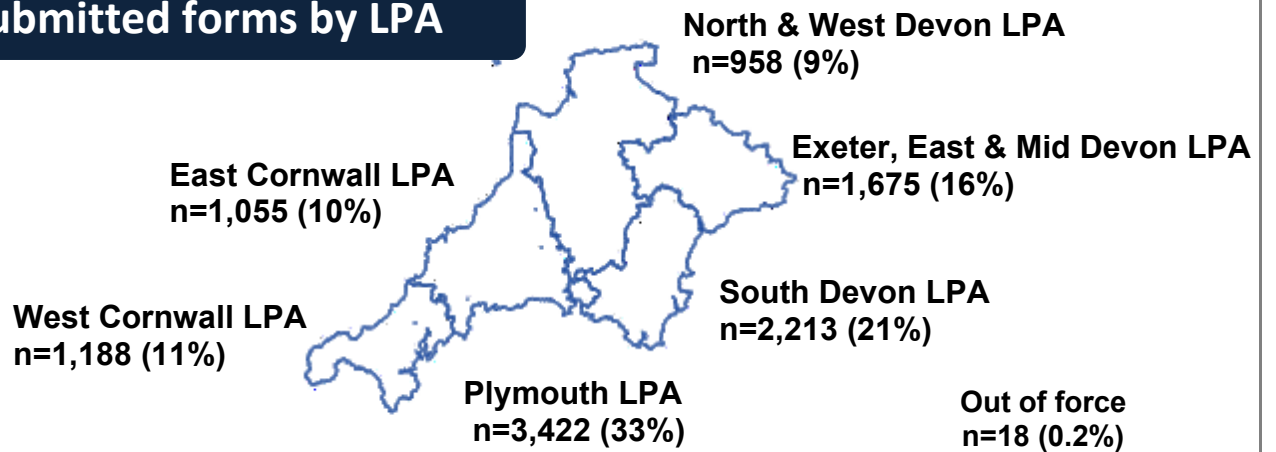 ubmitted forms by LPA
North & West Devon LPA
n=958 (9%)
Exeter, East & Mid Devon LPA
n=1,675 (16%)
East Cornwall LPA
n=1,055 (10%)
South Devon LPA
n=2,213 (21%)
West Cornwall LPA
n=1,188 (11%)
Plymouth LPA
n=3,422 (33%)
Out of force
n=18 (0.2%)